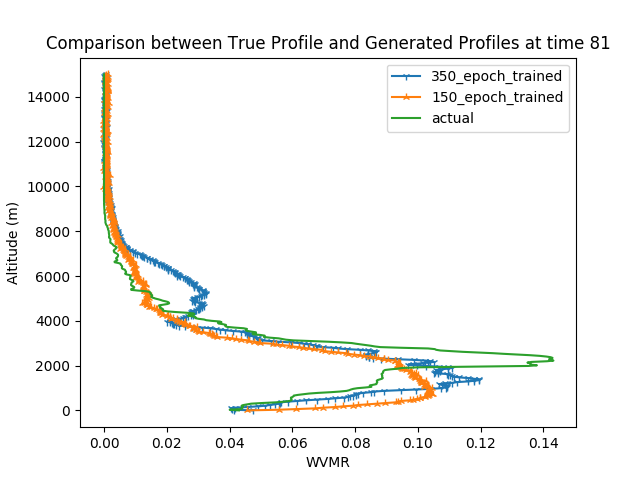 Comparison between True Profile and Generated Profiles at time 81
350_epoch_trained
150_epoch_trained
actual
14000
12000
10000
8000
6000
4000
2000
0
Altitude (m)
0.00 0.02 0.04 0.06 0.08 0.10 0.12 0.14
WVMR